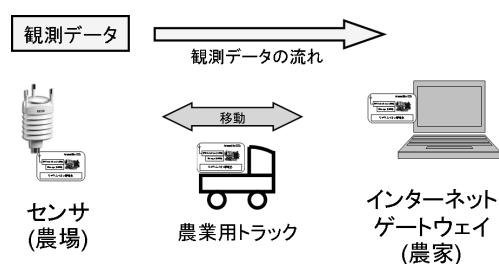 観測データ
観測データの流れ
移動
センサ
(農場)
農業用トラック
インターネット
ゲートウェイ
(農家)